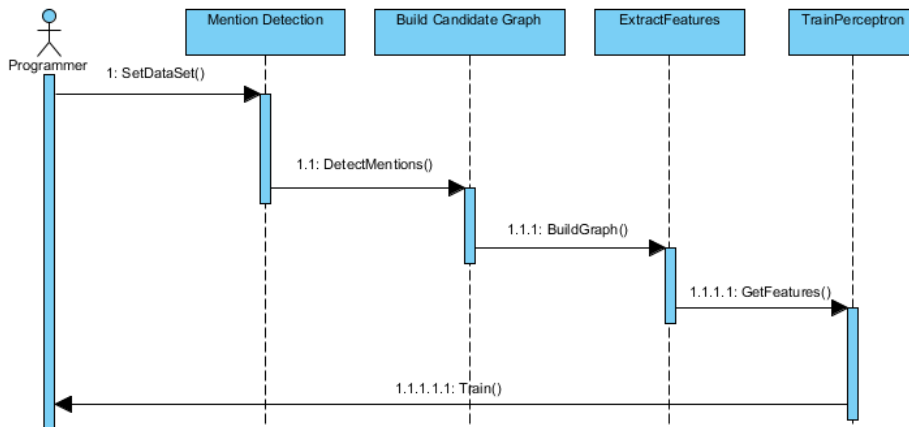 Mention Detection
Build Candidate Graph
ExtractFeatures
TrainPerceptron
Programmer
1: SetDataSet()
1.1: DetectMentions()
1.1.1: BuildGraph()
1.1.1.1: GetFeatures()
1.1.1.1.1: Train()